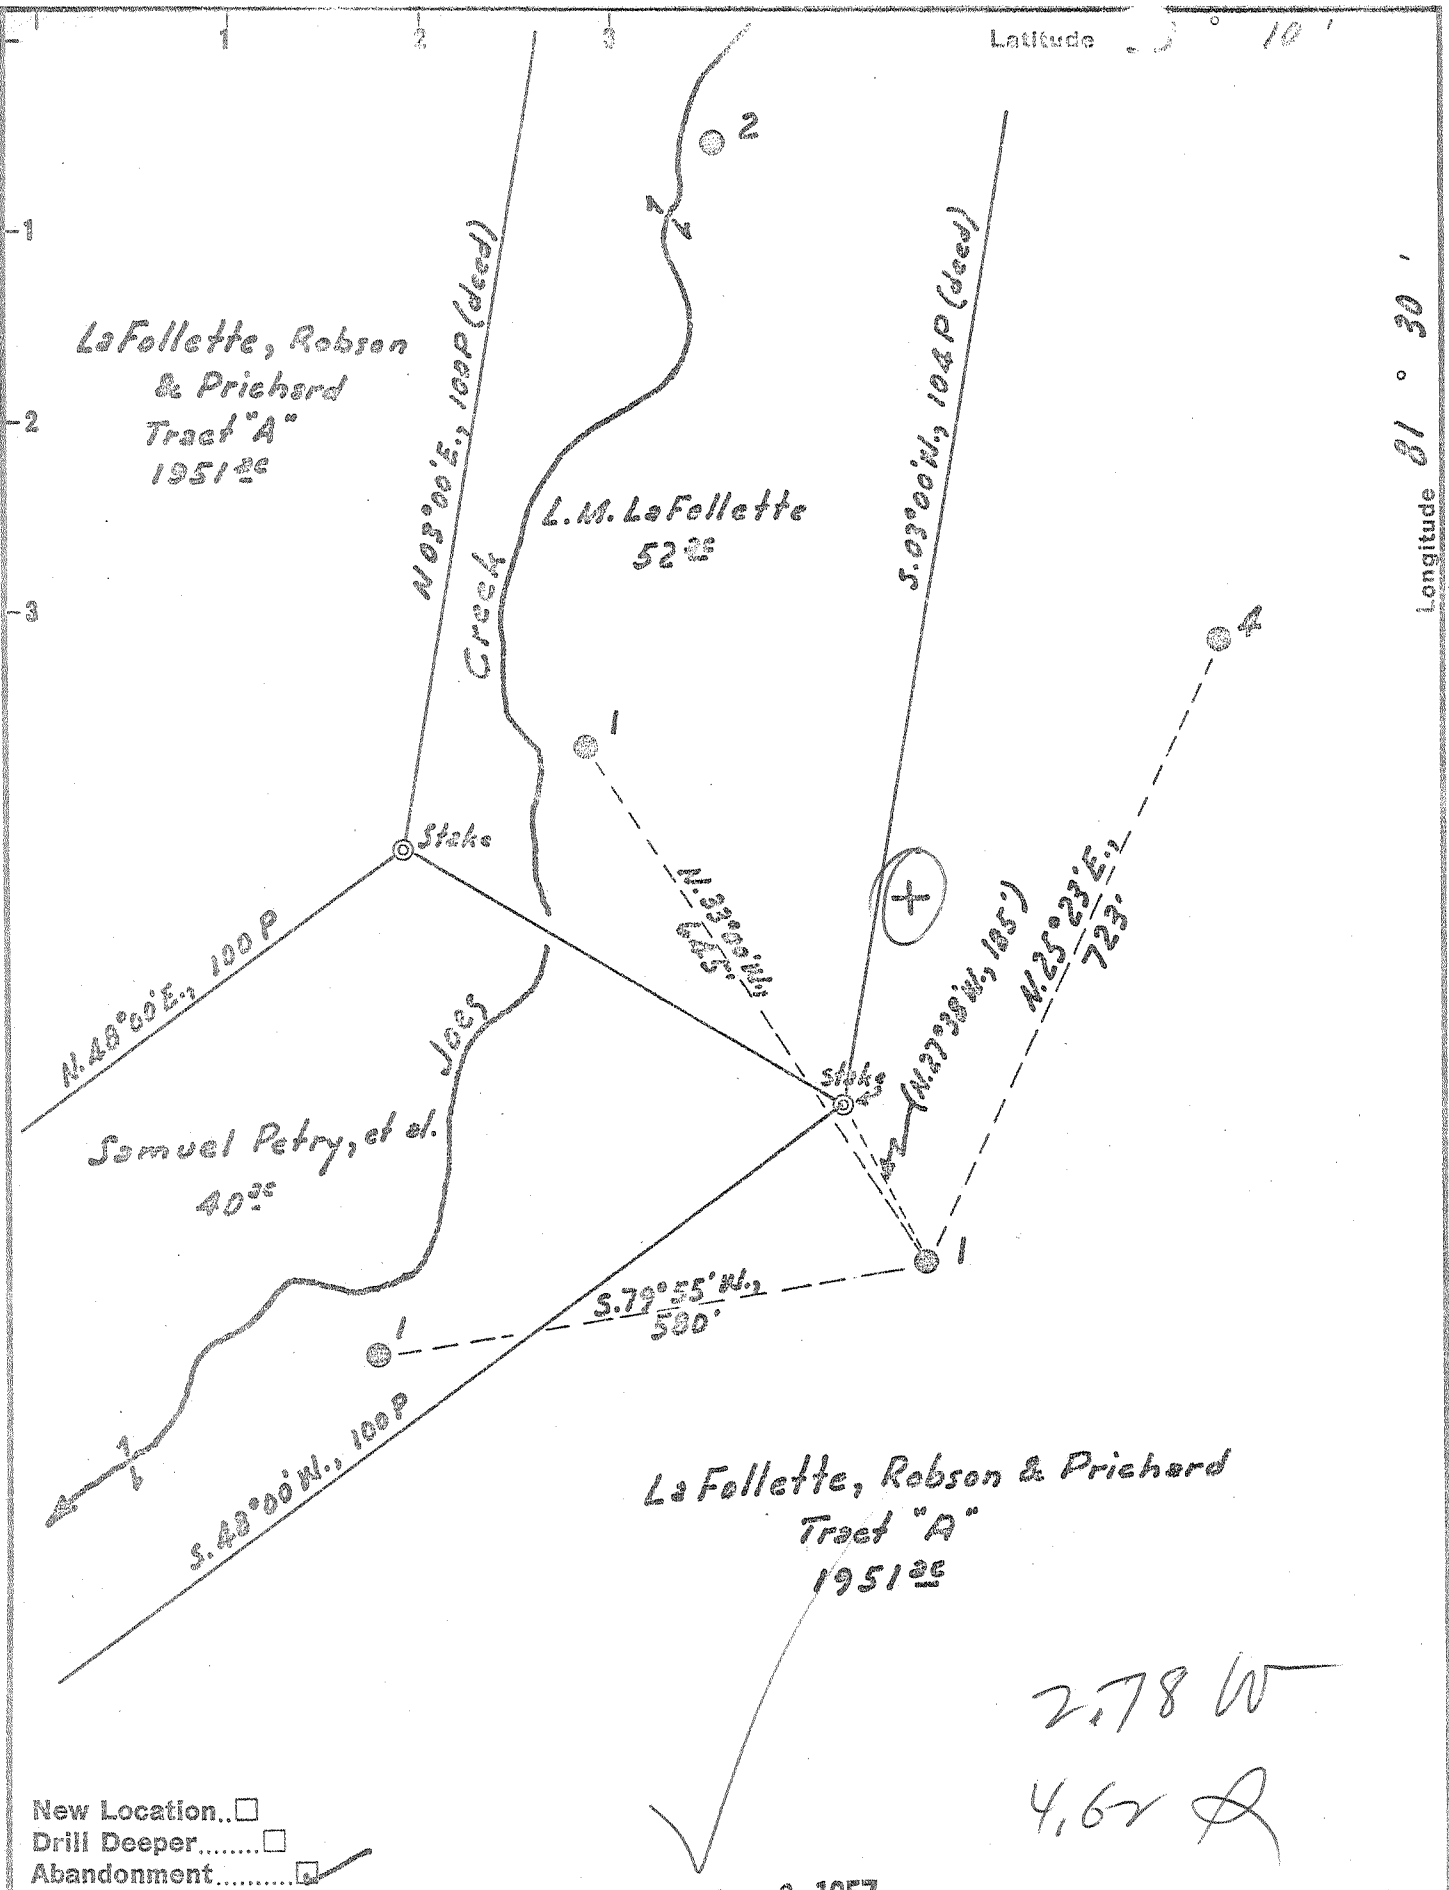 1 2 3
Latitude ° 10 '
2
-1
-2
-3
LaFollette, Robson
& Prichard
Tract "A"
1951 ac
N 03°00'E., 100P (deed)
L.M. LaFollette
52 ac
S.03°00'W., 104P (deed)
Longitude 81 ° 30 '
4
Creek
1
Stake
N.33°00'W.,
645'
+
(N.27°38'W., 185')
N.25°23'E.,
723'
N.48°00'E., 100P
Joes
Stake
Samuel Petry, et al.
40 ac
1
S.79°55'W.,
580'
1
S.48°00'W., 100P
LaFollette, Robson & Prichard
Tract "A"
1951 ac
2.78 W
4.62
New Location..
Drill Deeper........
Abandonment..........
1957